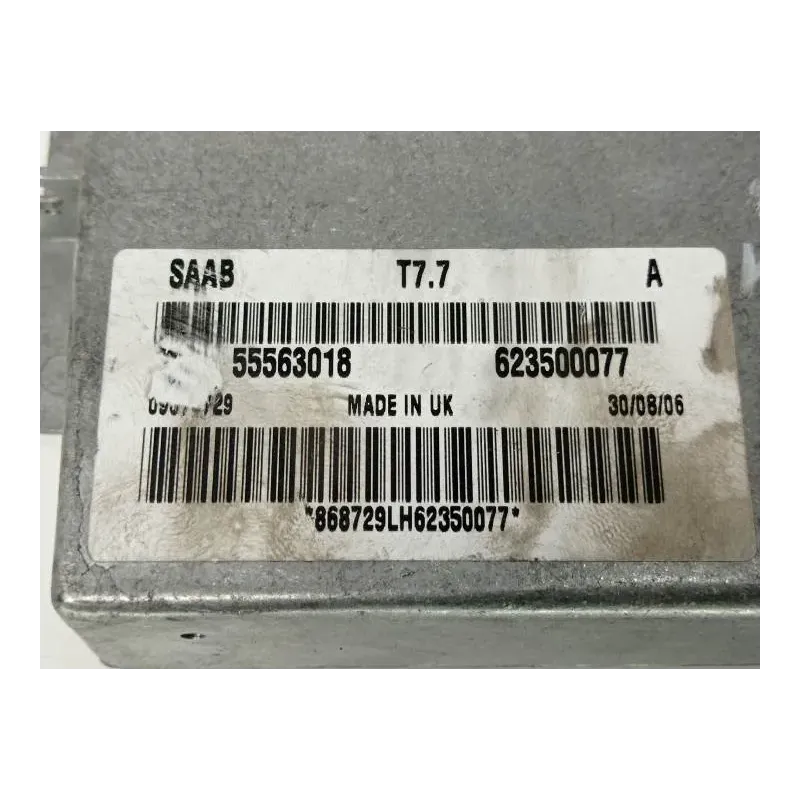 SAAB T7.7 A
55563018 623500077
MADE IN UK 30/08/06
*868729LH62350077*